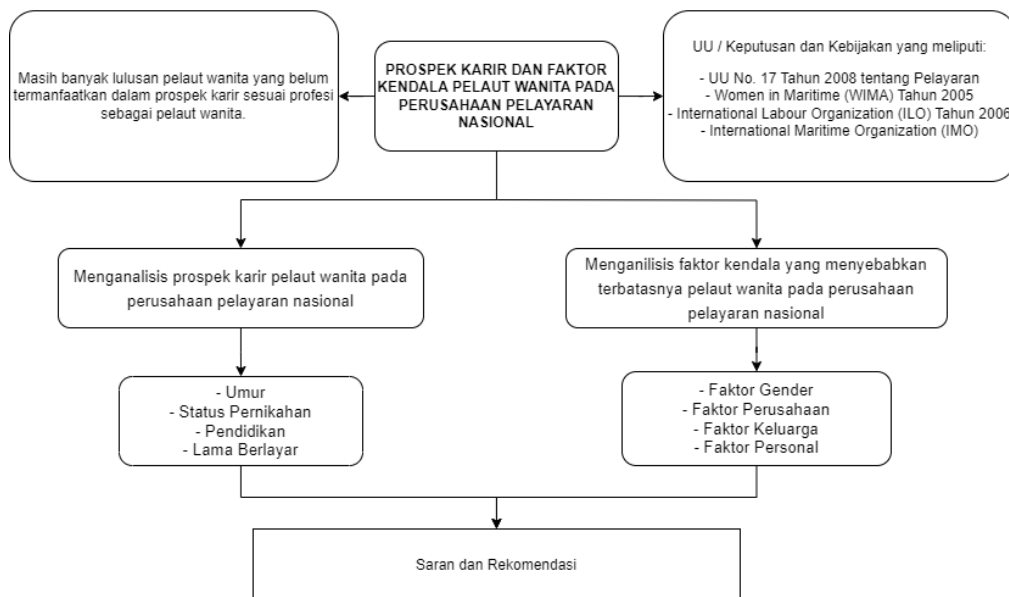 Masih banyak lulusan pelaut wanita yang belum
termanfaatkan dalam prospek karir sesuai profesi
sebagai pelaut wanita.
PROSPEK KARIR DAN FAKTOR
KENDALA PELAUT WANITA PADA
PERUSAHAAN PELAYARAN
NASIONAL
UU / Keputusan dan Kebijakan yang meliputi:
- UU No. 17 Tahun 2008 tentang Pelayaran
- Women in Maritime (WIMA) Tahun 2005
- International Labour Organization (ILO) Tahun 2006
- International Maritime Organization (IMO)
Menganalisis prospek karir pelaut wanita pada
perusahaan pelayaran nasional
Menganilisis faktor kendala yang menyebabkan
terbatasnya pelaut wanita pada perusahaan
pelayaran nasional
- Umur
- Status Pernikahan
- Pendidikan
- Lama Berlayar
- Faktor Gender
- Faktor Perusahaan
- Faktor Keluarga
- Faktor Personal
Saran dan Rekomendasi